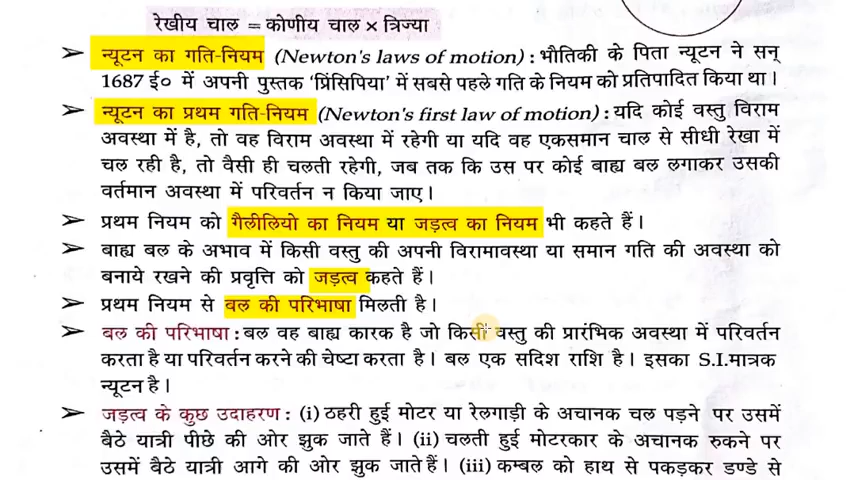 रेखीय चाल = कोणीय चाल × त्रिज्या
➢ न्यूटन का गति-नियम (Newton's laws of motion) : भौतिकी के पिता न्यूटन ने सन्
1687 ई० में अपनी पुस्तक 'प्रिंसिपिया' में सबसे पहले गति के नियम को प्रतिपादित किया था।
➢ न्यूटन का प्रथम गति-नियम (Newton's first law of motion) : यदि कोई वस्तु विराम
अवस्था में है, तो वह विराम अवस्था में रहेगी या यदि वह एकसमान चाल से सीधी रेखा में
चल रही है, तो वैसी ही चलती रहेगी, जब तक कि उस पर कोई बाह्य बल लगाकर उसकी
वर्तमान अवस्था में परिवर्तन न किया जाए।
➢ प्रथम नियम को गैलीलियो का नियम या जड़त्व का नियम भी कहते हैं।
➢ बाह्य बल के अभाव में किसी वस्तु की अपनी विरामावस्था या समान गति की अवस्था को
बनाये रखने की प्रवृत्ति को जड़त्व कहते हैं।
➢ प्रथम नियम से बल की परिभाषा मिलती है।
➢ बल की परिभाषा : बल वह बाह्य कारक है जो किसी वस्तु की प्रारंभिक अवस्था में परिवर्तन
करता है या परिवर्तन करने की चेष्टा करता है। बल एक सदिश राशि है। इसका S.I. मात्रक
न्यूटन है।
➢ जड़त्व के कुछ उदाहरण : (i) ठहरी हुई मोटर या रेलगाड़ी के अचानक चल पड़ने पर उसमें
बैठे यात्री पीछे की ओर झुक जाते हैं। (ii) चलती हुई मोटरकार के अचानक रुकने पर
उसमें बैठे यात्री आगे की ओर झुक जाते हैं। (iii) कम्बल को हाथ से पकड़कर डण्डे से